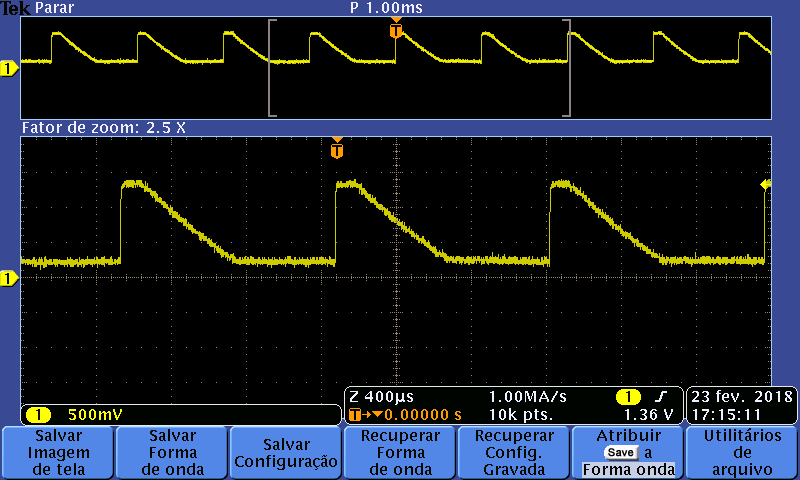 Tek Parar P 1.00ms
T
1
Fator de zoom: 2.5 X
T
1
Z 400µs 1.00MA/s 1
T→▼0.00000 s 10k pts. 1.36 V
23 fev. 2018
17:15:11
1 500mV
Salvar
Imagem
de tela
Salvar
Forma
de onda
Salvar
Configuração
Recuperar
Forma
de onda
Recuperar
Config.
Gravada
Atribuir
Save a
Forma onda
Utilitários
de
arquivo